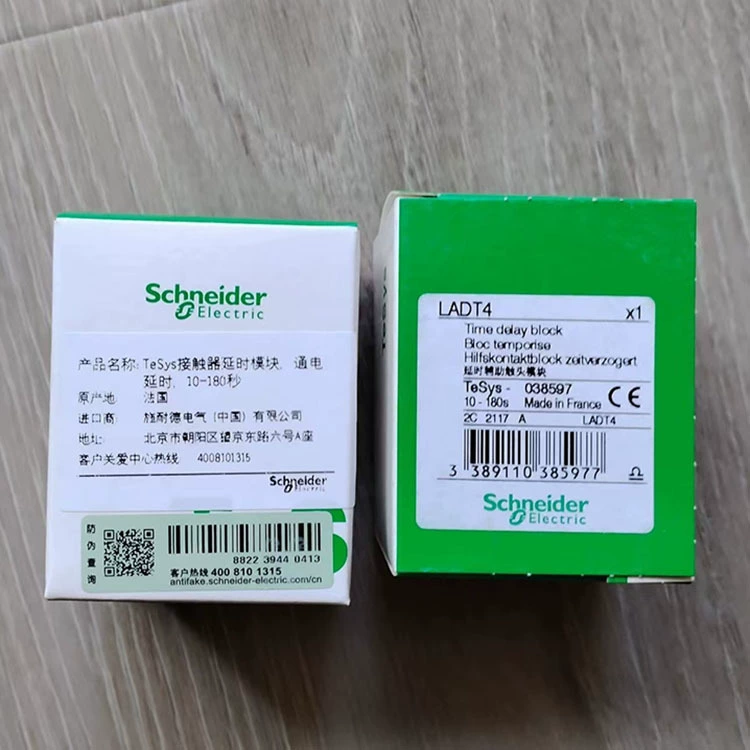 Schneider
Electric
产品名称: TeSys接触器延时模块, 通电
延时, 10-180秒
原产地: 法国
进口商 施耐德电气 (中国) 有限公司
地址: 北京市朝阳区望京东路六号A座
客户关爱中心热线 4008101315
Schneider
Electric
防伪查询
8822 3944 0413
客户热线 400 810 1315
antifake.schneider-electric.com/cn
TeSys
LADT4 x1
Time delay block
Bloc temporise
Hilfskontaktblock zeitverzogert
延时辅助触头模块
TeSys - 038597
10 - 180s Made in France CE
2C 2117 A LADT4
3 389110 385977
Schneider
Electric